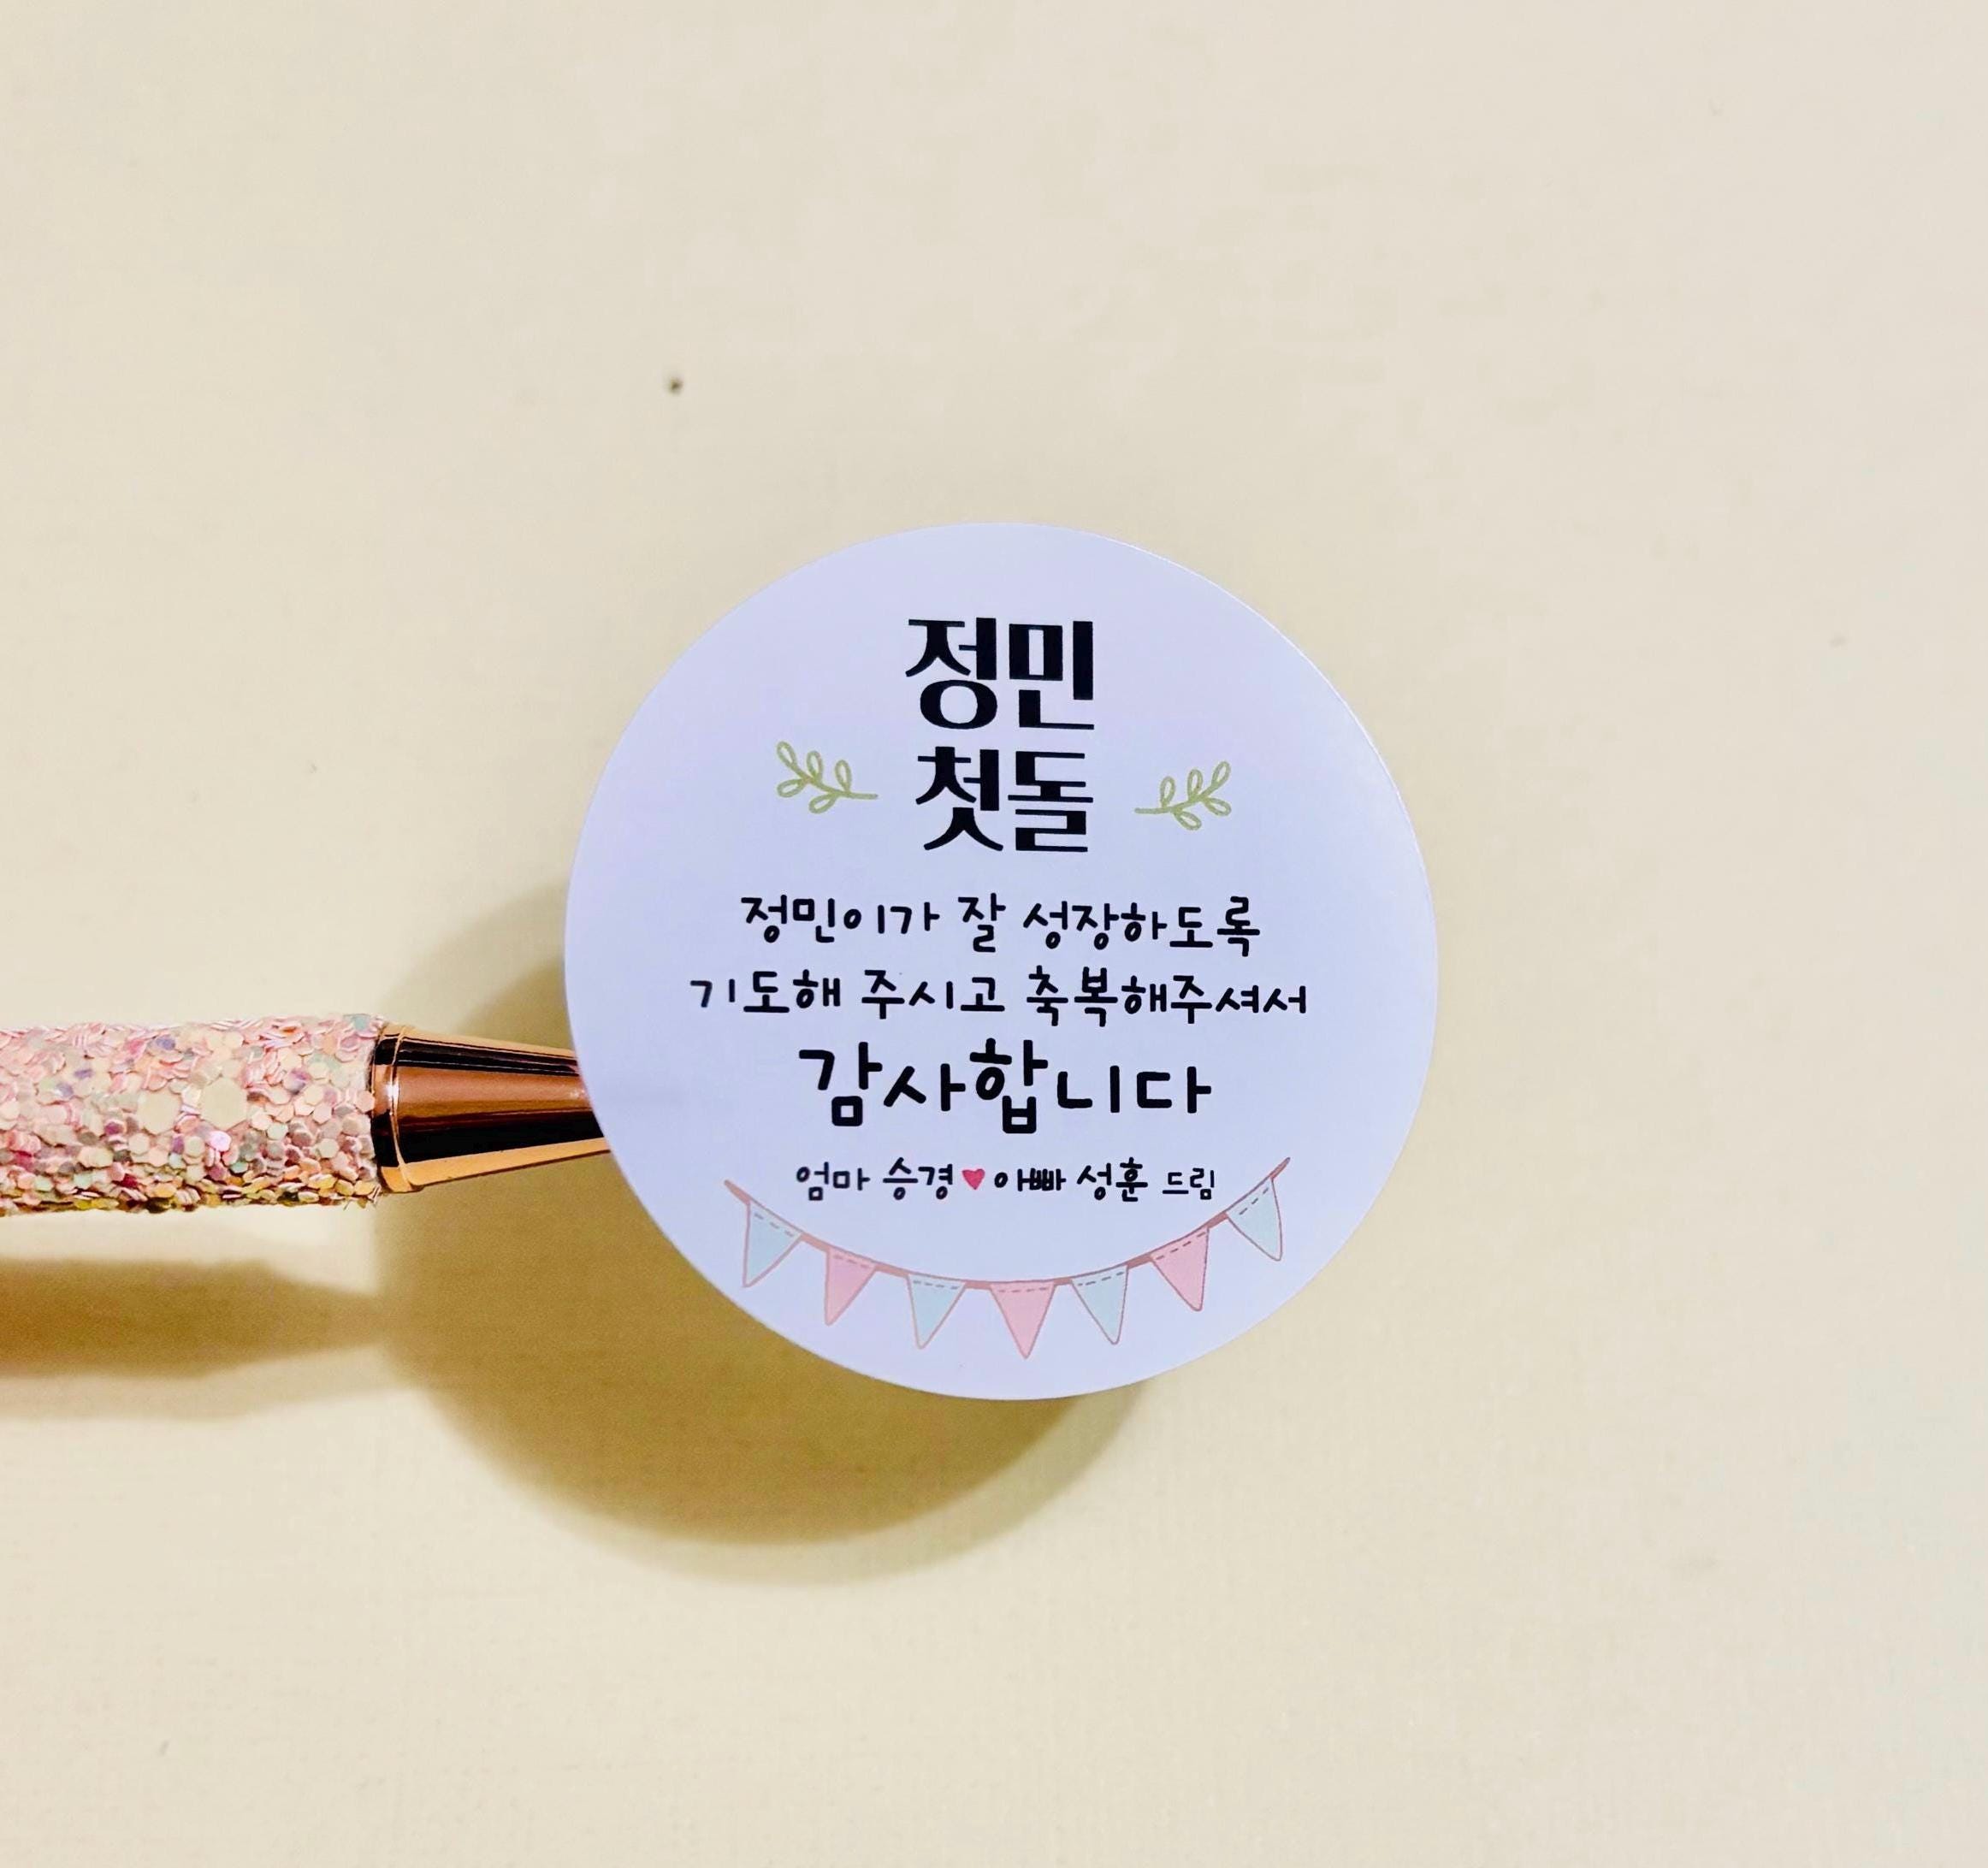 정민
첫돌
정민이가 잘 성장하도록
기도해 주시고 축복해주셔서
감사합니다
엄마 승경♥아빠 성훈 드림